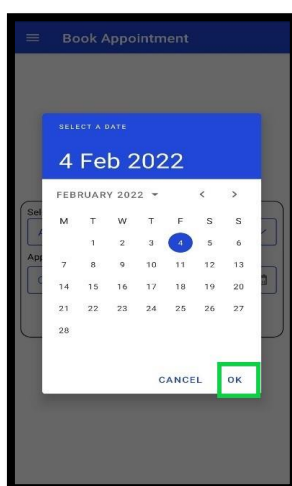 Book Appointment
SELECT A DATE
4 Feb 2022
FEBRUARY 2022
M T W T F S S
1 2 3 4 5 6
7 8 9 10 11 12 13
14 15 16 17 18 19 20
21 22 23 24 25 26 27
28
Sel
App
CANCEL OK